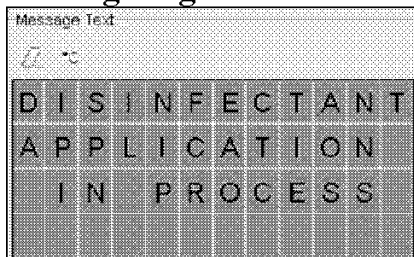 Message Text
°C
DISINFECTANT
APPLICATION
IN PROCESS